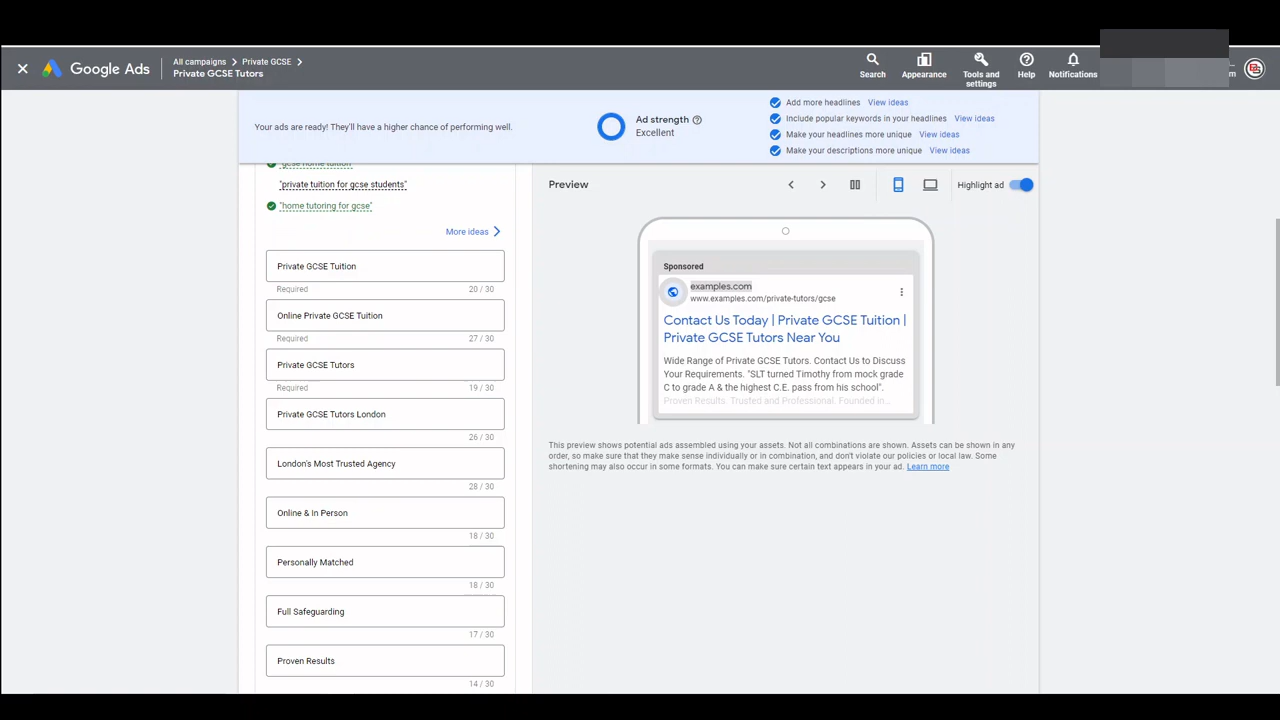 Google Ads
All campaigns
Private GCSE
Private GCSE Tutors
Search
Appearance
Tools and settings
Help
Notifications
m
Your ads are ready! They'll have a higher chance of performing well.
Ad strength
Excellent
Add more headlines View ideas
Include popular keywords in your headlines View ideas
Make your headlines more unique View ideas
Make your descriptions more unique View ideas
"gcse home tuition"
"private tuition for gcse students"
"home tutoring for gcse"
More ideas
Private GCSE Tuition
Required 20 / 30
Online Private GCSE Tuition
Required 27 / 30
Private GCSE Tutors
Required 19 / 30
Private GCSE Tutors London
26 / 30
London's Most Trusted Agency
28 / 30
Online & In Person
18 / 30
Personally Matched
18 / 30
Full Safeguarding
17 / 30
Proven Results
14 / 30
Preview
Highlight ad
Sponsored
examples.com
www.examples.com/private-tutors/gcse
Contact Us Today | Private GCSE Tuition |
Private GCSE Tutors Near You
Wide Range of Private GCSE Tutors. Contact Us to Discuss
Your Requirements. "SLT turned Timothy from mock grade
C to grade A & the highest C.E. pass from his school".
Proven Results. Trusted and Professional. Founded in...
This preview shows potential ads assembled using your assets. Not all combinations are shown. Assets can be shown in any
order, so make sure that they make sense individually or in combination, and don't violate our policies or local law. Some
shortening may also occur in some formats. You can make sure certain text appears in your ad. Learn more